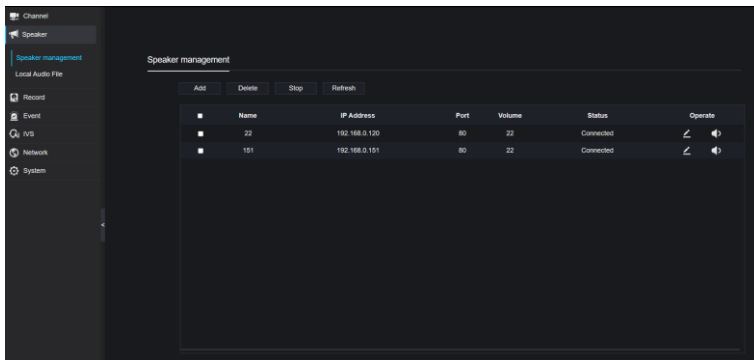 Channel
Speaker
Speaker management
Local Audio File
Record
Event
IVS
Network
System
Speaker management
Add Delete Stop Refresh
Name IP Address Port Volume Status Operate
22 192.168.0.120 80 22 Connected
151 192.168.0.151 80 22 Connected
<